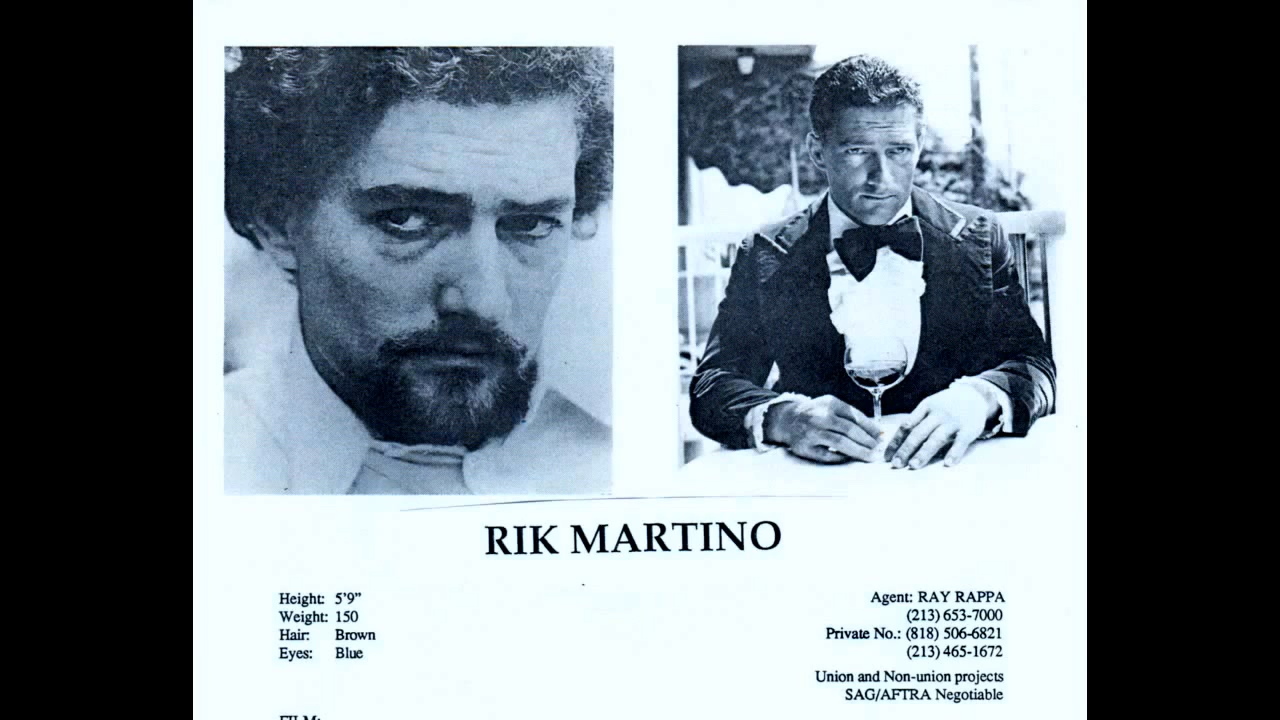 RIK MARTINO
Height: 5'9"
Weight: 150
Hair: Brown
Eyes: Blue
Agent: RAY RAPPA
(213) 653-7000
Private No.: (818) 506-6821
(213) 465-1672
Union and Non-union projects
SAG/AFTRA Negotiable
FILM: